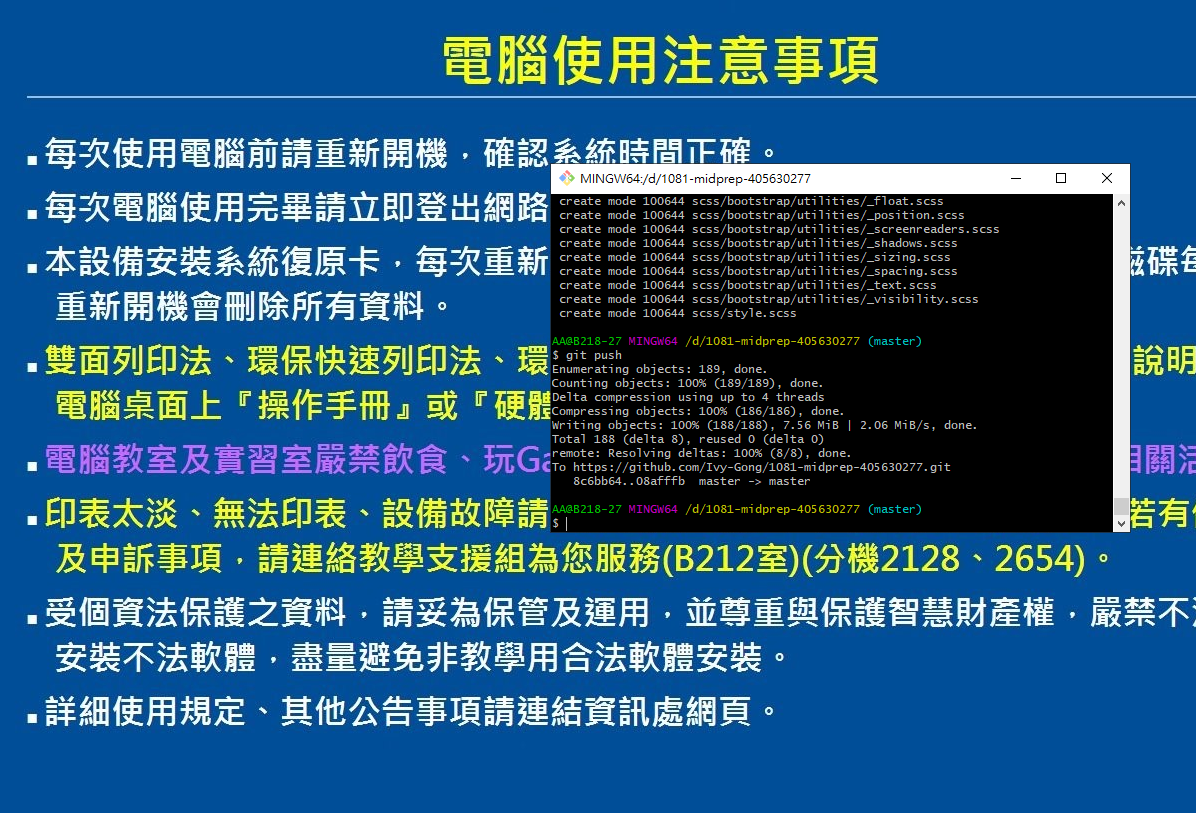 電腦使用注意事項
每次使用電腦前請重新開機，確認系統時間正確。
每次電腦使用完畢請立即登出網路
本設備安裝系統復原卡，每次重新
磁碟每
重新開機會刪除所有資料。
雙面列印法、環保快速列印法、環
說明
電腦桌面上『操作手冊』或『硬體
電腦教室及實習室嚴禁飲食、玩Ga
相關活
印表太淡、無法印表、設備故障請
若有
及申訴事項，請連絡教學支援組為您服務(B212室)(分機2128、2654)。
受個資法保護之資料，請妥為保管及運用，並尊重與保護智慧財產權，嚴禁不法
安裝不法軟體，盡量避免非教學用合法軟體安裝。
詳細使用規定、其他公告事項請連結資訊處網頁。
MINGW64:/d/1081-midprep-405630277
create mode 100644 scss/bootstrap/utilities/_float.scss
create mode 100644 scss/bootstrap/utilities/_position.scss
create mode 100644 scss/bootstrap/utilities/_screenreaders.scss
create mode 100644 scss/bootstrap/utilities/_shadows.scss
create mode 100644 scss/bootstrap/utilities/_sizing.scss
create mode 100644 scss/bootstrap/utilities/_spacing.scss
create mode 100644 scss/bootstrap/utilities/_text.scss
create mode 100644 scss/bootstrap/utilities/_visibility.scss
create mode 100644 scss/style.scss
AA@B218-27 MINGW64 /d/1081-midprep-405630277 (master)
$ git push
Enumerating objects: 189, done.
Counting objects: 100% (189/189), done.
Delta compression using up to 4 threads
Compressing objects: 100% (186/186), done.
Writing objects: 100% (188/188), 7.56 MiB | 2.06 MiB/s, done.
Total 188 (delta 8), reused 0 (delta 0)
remote: Resolving deltas: 100% (8/8), done.
To https://github.com/Ivy-Gong/1081-midprep-405630277.git
8c6bb64..08afffb  master -> master
AA@B218-27 MINGW64 /d/1081-midprep-405630277 (master)
$